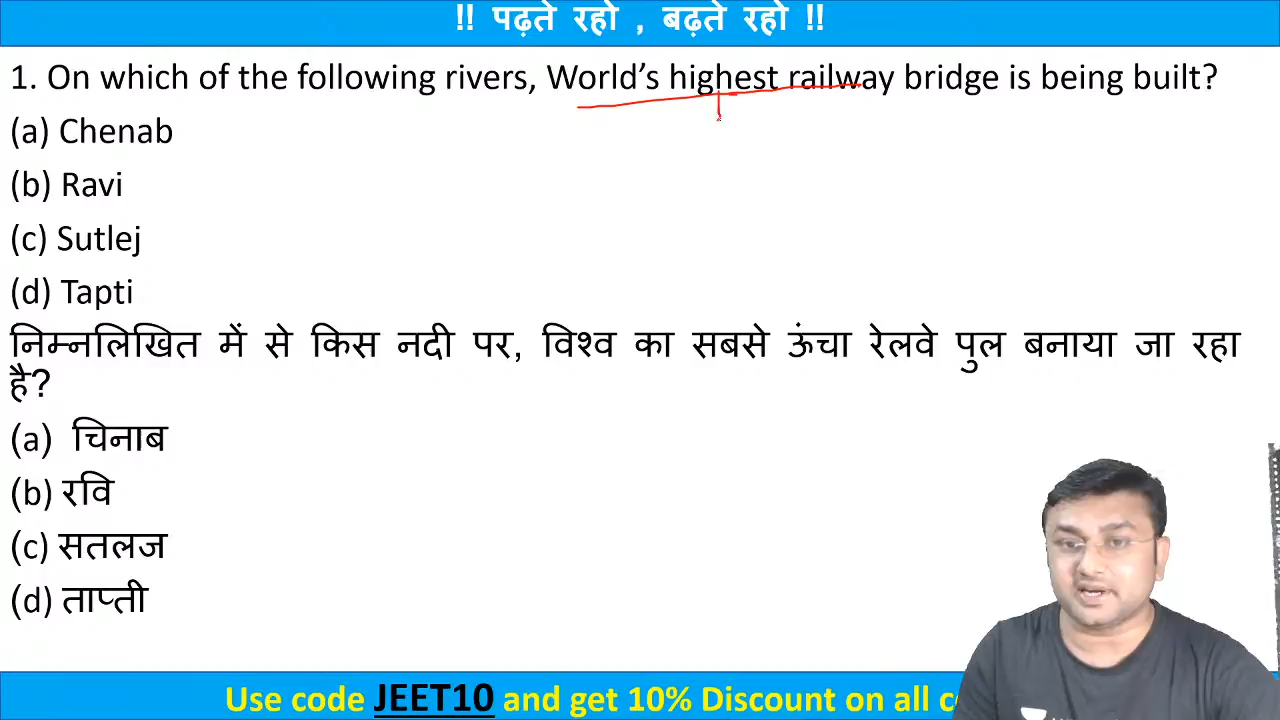 !! पढ़ते रहो , बढ़ते रहो !!
1. On which of the following rivers, World's highest railway bridge is being built?
(a) Chenab
(b) Ravi
(c) Sutlej
(d) Tapti
निम्नलिखित में से किस नदी पर, विश्व का सबसे ऊंचा रेलवे पुल बनाया जा रहा
है?
(a) चिनाब
(b) रवि
(c) सतलज
(d) ताप्ती
Use code JEET10 and get 10% Discount on all